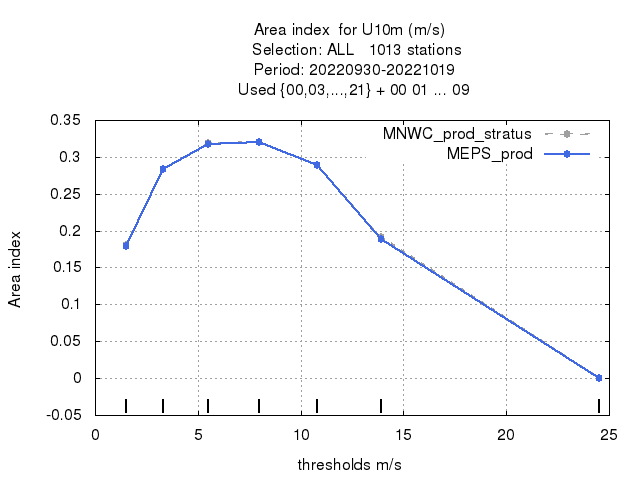 Area index  for U10m (m/s)
Selection: ALL   1013 stations
Period: 20220930-20221019
Used {00,03,...,21} + 00 01 ... 09
0.35
0.3
0.25
0.2
0.15
0.1
0.05
0
-0.05
Area index
MNWC_prod_stratus
MEPS_prod
0 5 10 15 20 25
thresholds m/s